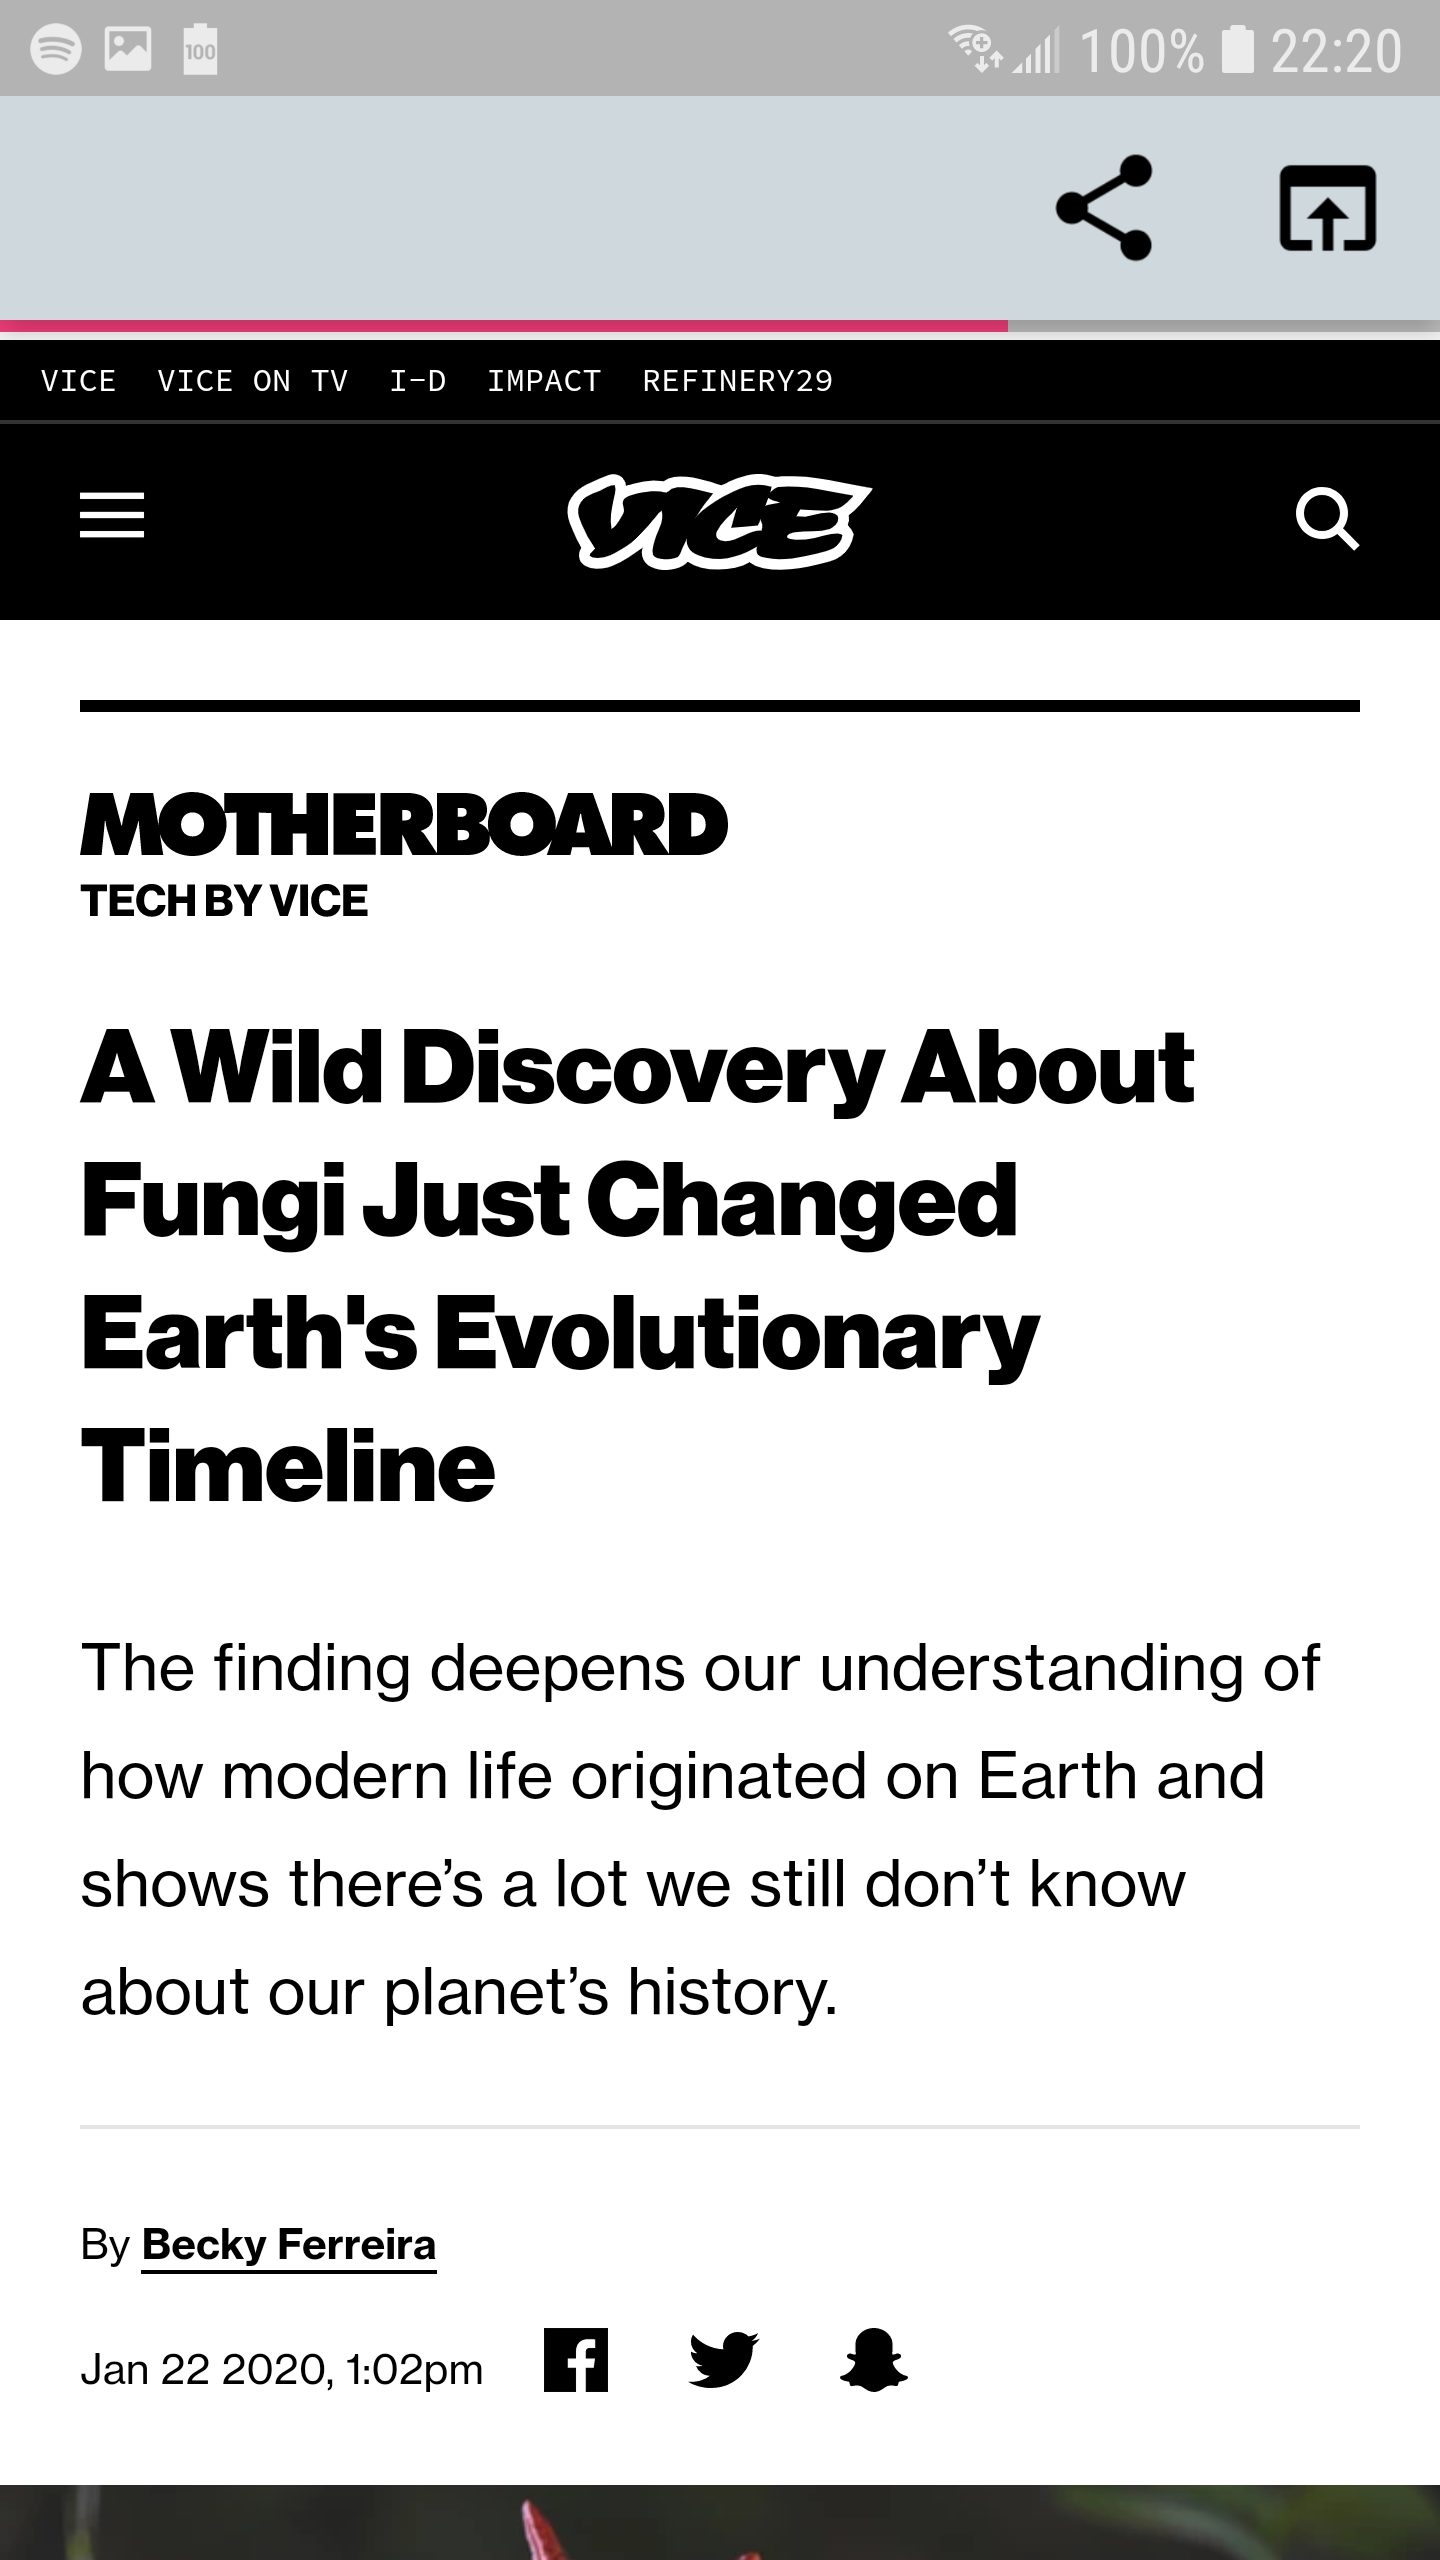 100
100% 22:20
VICE VICE ON TV I-D IMPACT REFINERY29
VICE
MOTHERBOARD
TECH BY VICE
A Wild Discovery About
Fungi Just Changed
Earth's Evolutionary
Timeline
The finding deepens our understanding of
how modern life originated on Earth and
shows there’s a lot we still don’t know
about our planet’s history.
By Becky Ferreira
Jan 22 2020, 1:02pm